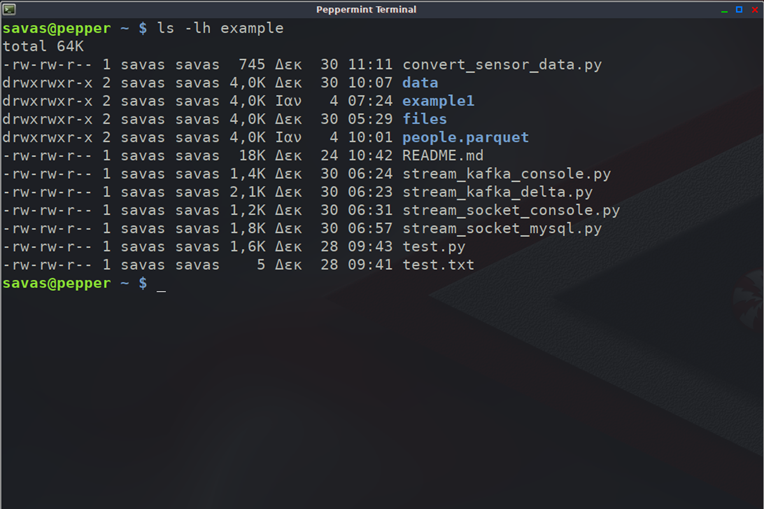 Peppermint Terminal
savas@pepper ~ $ ls -lh example
total 64K
-rw-rw-r-- 1 savas savas  745 Δεκ  30 11:11 convert_sensor_data.py
drwxrwxr-x 2 savas savas 4,0K Δεκ  30 10:07 data
drwxrwxr-x 2 savas savas 4,0K Ιαν   4 07:24 example1
drwxrwxr-x 2 savas savas 4,0K Δεκ  30 05:29 files
drwxrwxr-x 2 savas savas 4,0K Ιαν   4 10:01 people.parquet
-rw-rw-r-- 1 savas savas  18K Δεκ  24 10:42 README.md
-rw-rw-r-- 1 savas savas 1,4K Δεκ  30 06:24 stream_kafka_console.py
-rw-rw-r-- 1 savas savas 2,1K Δεκ  30 06:23 stream_kafka_delta.py
-rw-rw-r-- 1 savas savas 1,2K Δεκ  30 06:31 stream_socket_console.py
-rw-rw-r-- 1 savas savas 1,8K Δεκ  30 06:57 stream_socket_mysql.py
-rw-rw-r-- 1 savas savas 1,6K Δεκ  28 09:43 test.py
-rw-rw-r-- 1 savas savas    5 Δεκ  28 09:41 test.txt
savas@pepper ~ $ _